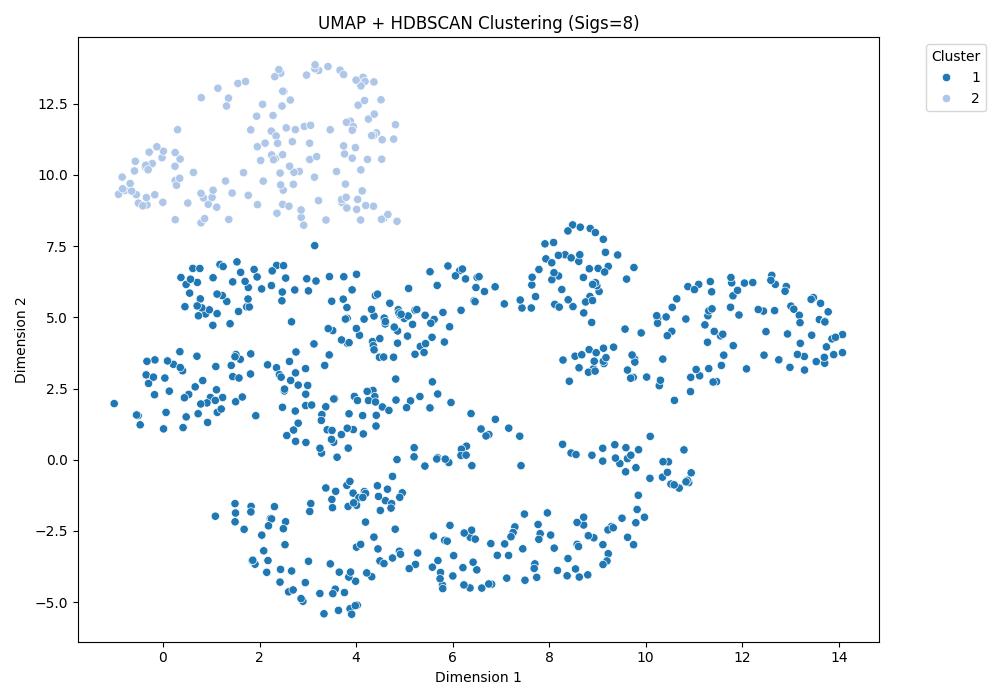 UMAP + HDBSCAN Clustering (Sigs=8)
Cluster
1
2
12.5
10.0
7.5
5.0
2.5
0.0
−2.5
−5.0
Dimension 2
0 2 4 6 8 10 12 14
Dimension 1